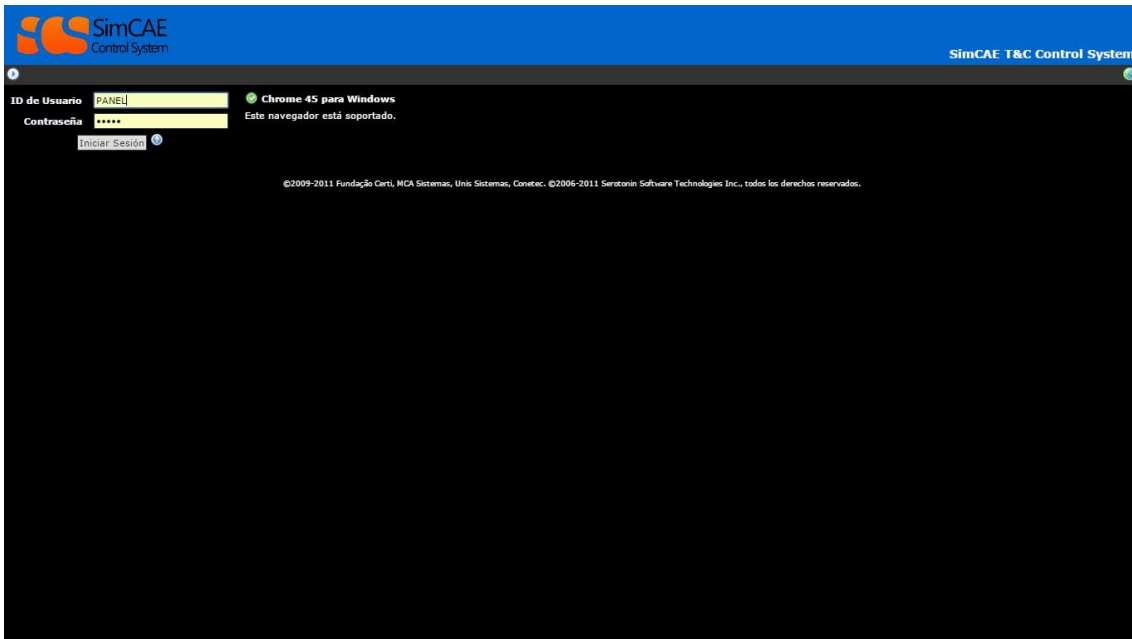 SCS SimCAE
Control System
SimCAE T&C Control System
ID de Usuario PANEL
Contraseña •••••
Iniciar Sesión
Chrome 45 para Windows
Este navegador está soportado.
©2009-2011 Fundação Certi, MCA Sistemas, Unis Sistemas, Conetec. ©2006-2011 Serotonin Software Technologies Inc., todos los derechos reservados.